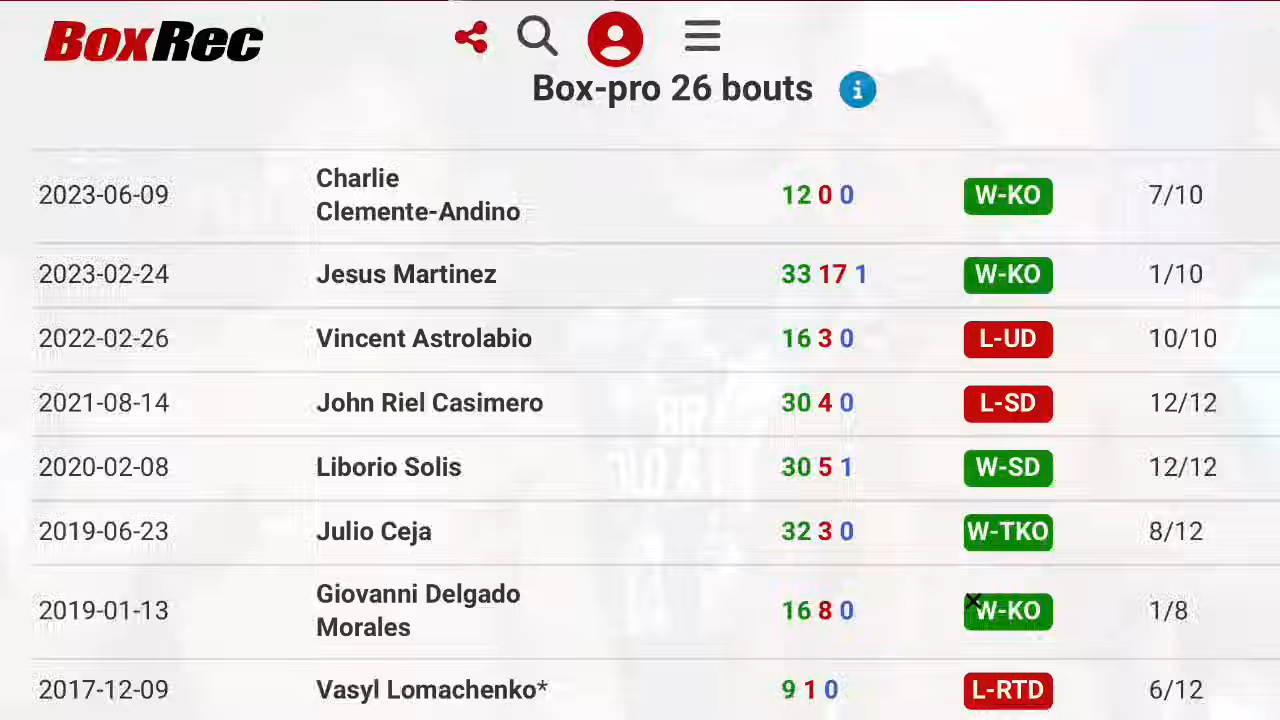 BoxRec
Box-pro 26 bouts i
2023-06-09 Charlie Clemente-Andino 12 0 0 W-KO 7/10
2023-02-24 Jesus Martinez 33 17 1 W-KO 1/10
2022-02-26 Vincent Astrolabio 16 3 0 L-UD 10/10
2021-08-14 John Riel Casimero 30 4 0 L-SD 12/12
2020-02-08 Liborio Solis 30 5 1 W-SD 12/12
2019-06-23 Julio Ceja 32 3 0 W-TKO 8/12
2019-01-13 Giovanni Delgado Morales 16 8 0 W-KO 1/8
2017-12-09 Vasyl Lomachenko* 9 1 0 L-RTD 6/12